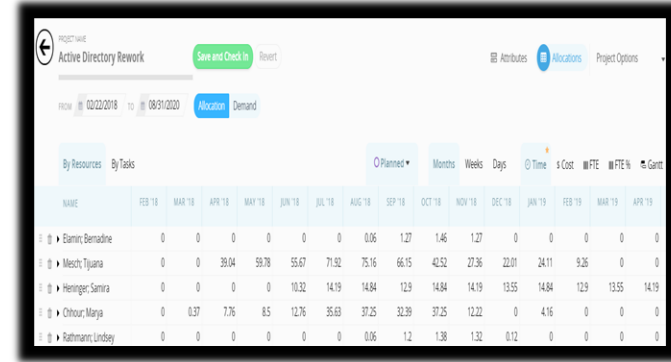 PROJECT NAME
Active Directory Rework Save and Check In Revert Attributes Allocations Project Options
FROM 02/22/2018 TO 08/31/2020 Allocation Demand
By Resources By Tasks Planned Months Weeks Days Time $ Cost FTE FTE % Gantt
NAME FEB '18 MAR '18 APR '18 MAY '18 JUN '18 JUL '18 AUG '18 SEP '18 OCT '18 NOV '18 DEC '18 JAN '19 FEB '19 MAR '19 APR '19
Elamin; Bernadine 0 0 0 0 0 0 0.06 1.27 1.46 1.27 0 0 0 0 0
Mesch; Tijuana 0 0 39.04 59.78 55.67 71.92 75.16 66.15 42.52 27.36 22.01 24.11 9.26 0 0
Heninger; Samira 0 0 0 0 10.32 14.19 14.84 12.9 14.84 14.19 13.55 14.84 12.9 13.55 14.19
Chhour; Marya 0 0.37 7.76 8.5 12.76 35.63 37.25 32.39 37.25 12.22 0 4.16 0 0 0
Rathmann; Lindsey 0 0 0 0 0 0 0.06 1.2 1.38 1.32 0.12 0 0 0 0